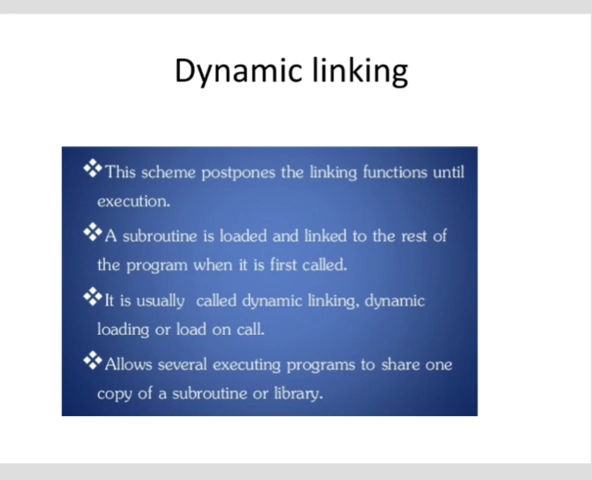 Dynamic linking
❖This scheme postpones the linking functions until
execution.
❖A subroutine is loaded and linked to the rest of
the program when it is first called.
❖It is usually called dynamic linking, dynamic
loading or load on call.
❖Allows several executing programs to share one
copy of a subroutine or library.